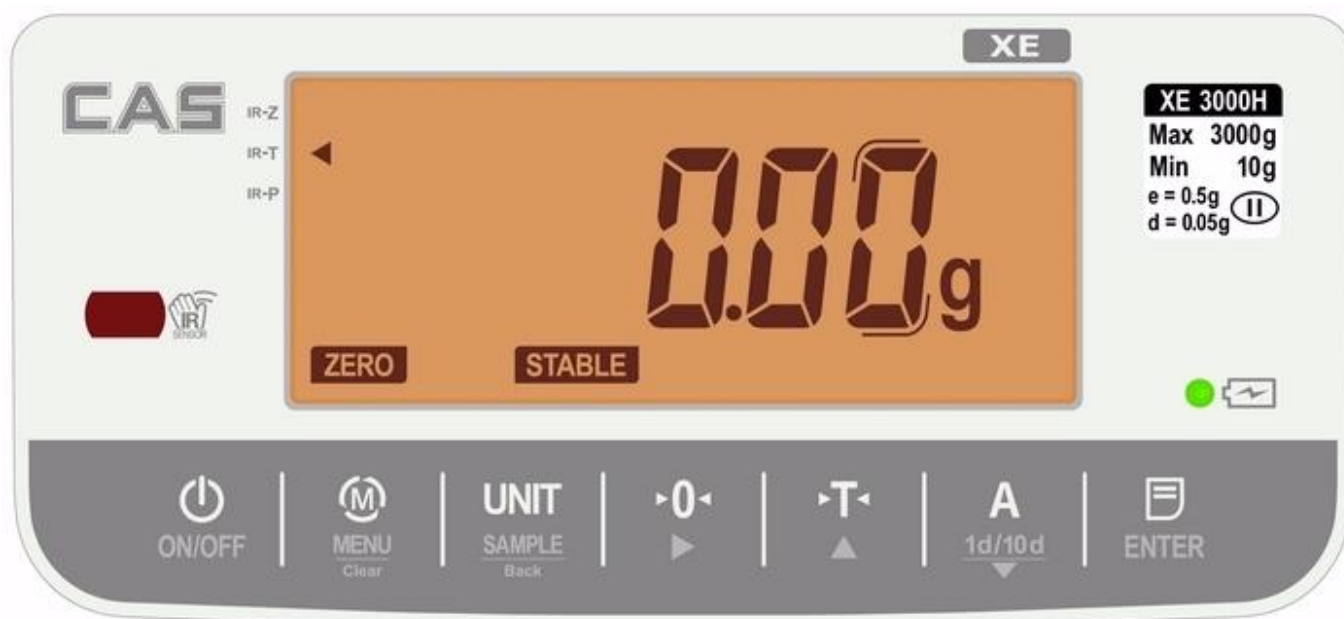 XE
CAS
IR-Z
IR-T
IR-P
0.00 g
ZERO STABLE
IR
SENSOR
XE 3000H
Max 3000g
Min 10g
e = 0.5g
d = 0.05g
II
ON/OFF
M
MENU
Clear
UNIT
SAMPLE
Back
0
T
A
1d/10d
ENTER